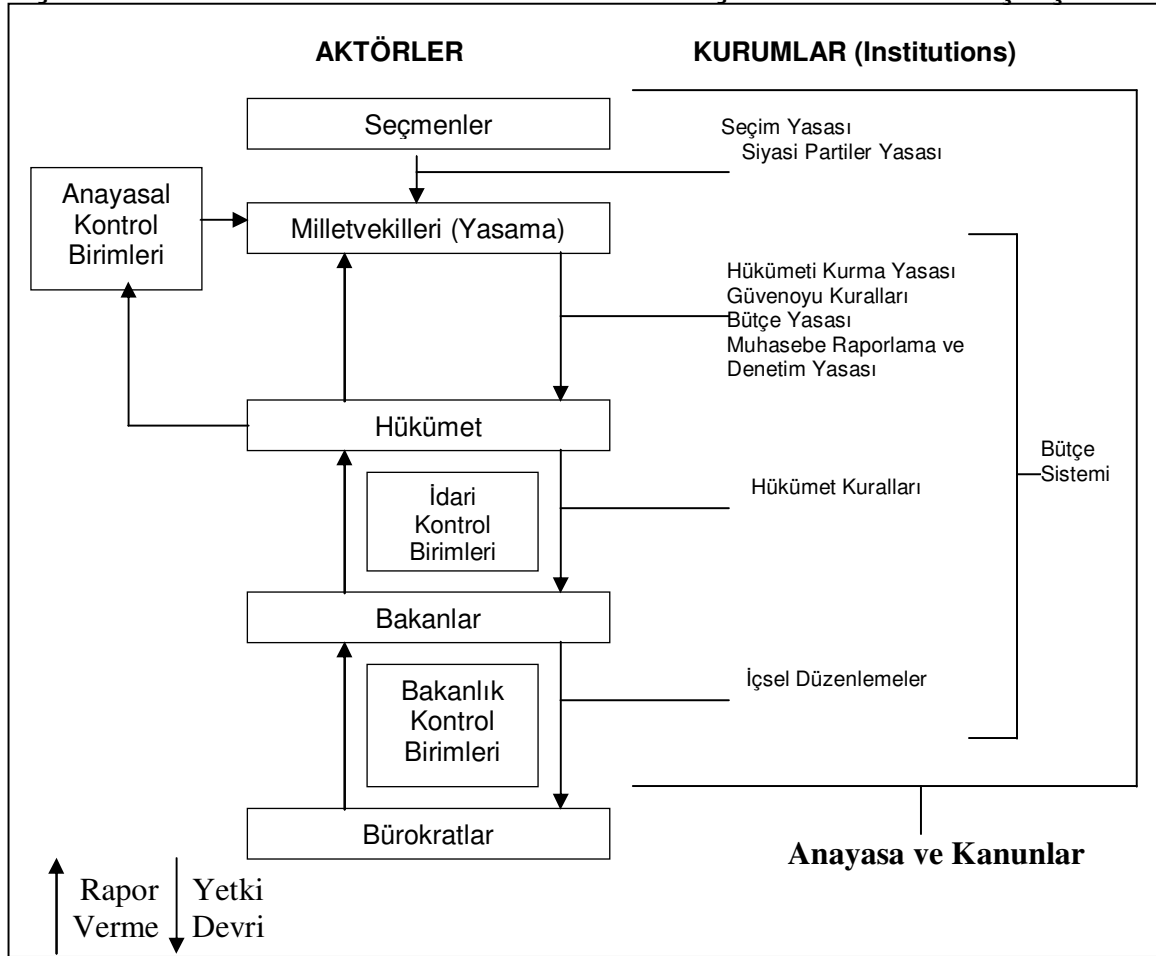 AKTÖRLER
KURUMLAR (Institutions)
Seçmenler
Seçim Yasası
Siyasi Partiler Yasası
Anayasal
Kontrol
Birimleri
Milletvekilleri (Yasama)
Hükümeti Kurma Yasası
Güvenoyu Kuralları
Bütçe Yasası
Muhasebe Raporlama ve
Denetim Yasası
Hükümet
Bütçe
Sistemi
İdari
Kontrol
Birimleri
Hükümet Kuralları
Bakanlar
Bakanlık
Kontrol
Birimleri
İçsel Düzenlemeler
Bürokratlar
Anayasa ve Kanunlar
Rapor
Verme
Yetki
Devri